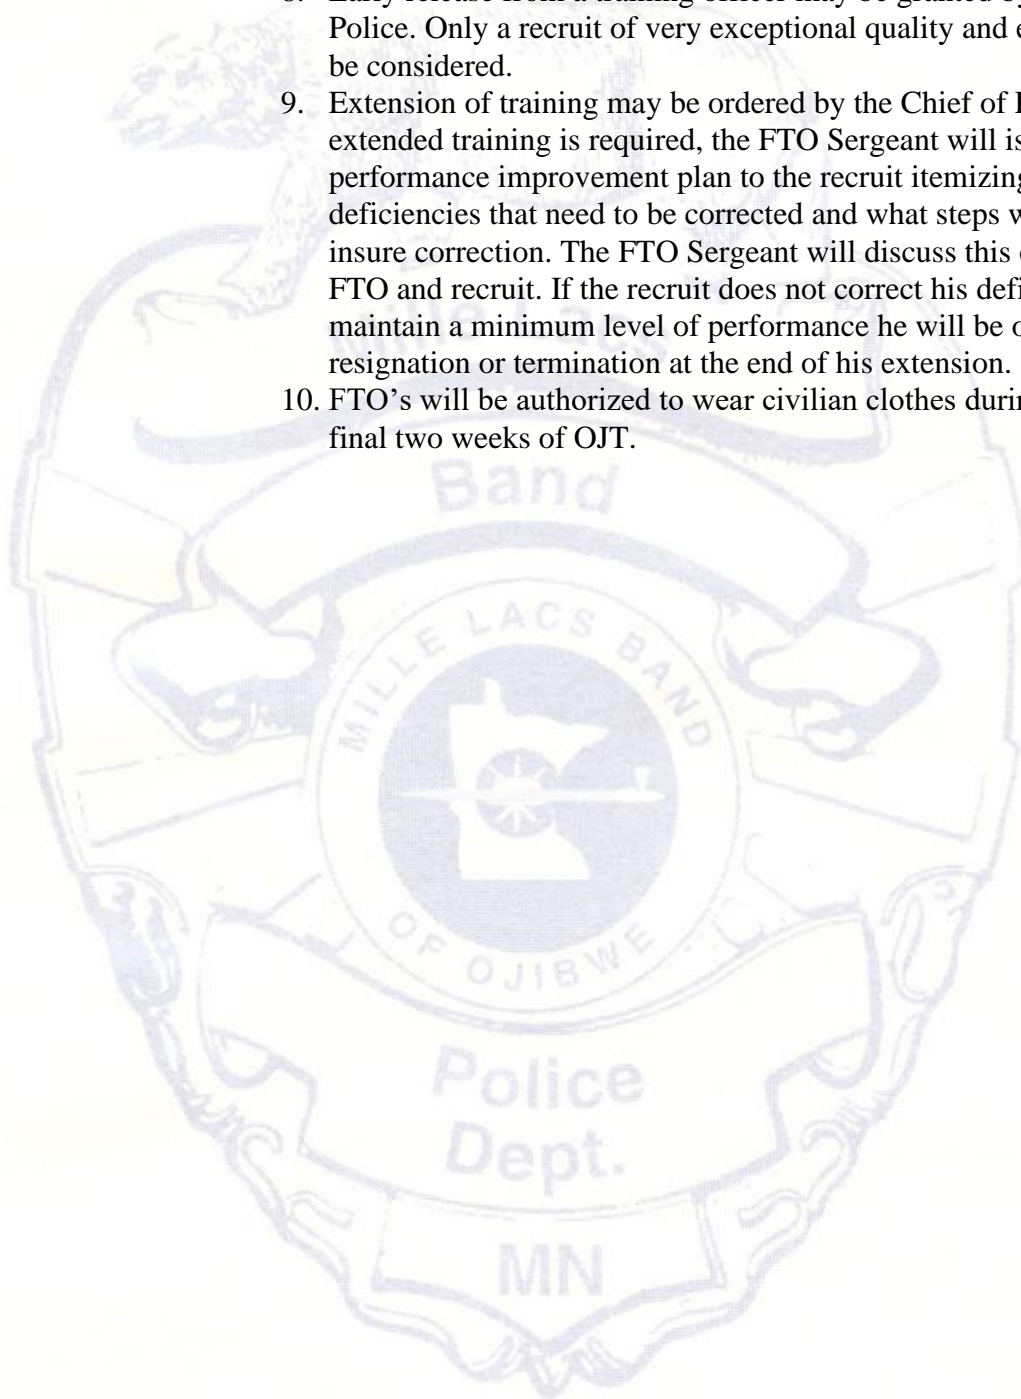 Police. Only a recruit of very exceptional quality and
be considered.
9. Extension of training may be ordered by the Chief of
extended training is required, the FTO Sergeant will
performance improvement plan to the recruit itemizing
deficiencies that need to be corrected and what steps
insure correction. The FTO Sergeant will discuss this
FTO and recruit. If the recruit does not correct his
maintain a minimum level of performance he will be
resignation or termination at the end of his extension.
10. FTO’s will be authorized to wear civilian clothes
final two weeks of OJT.
Mille Lacs
Band
MILLE LACS BAND
OF OJIBWE
Police
Dept.
MN